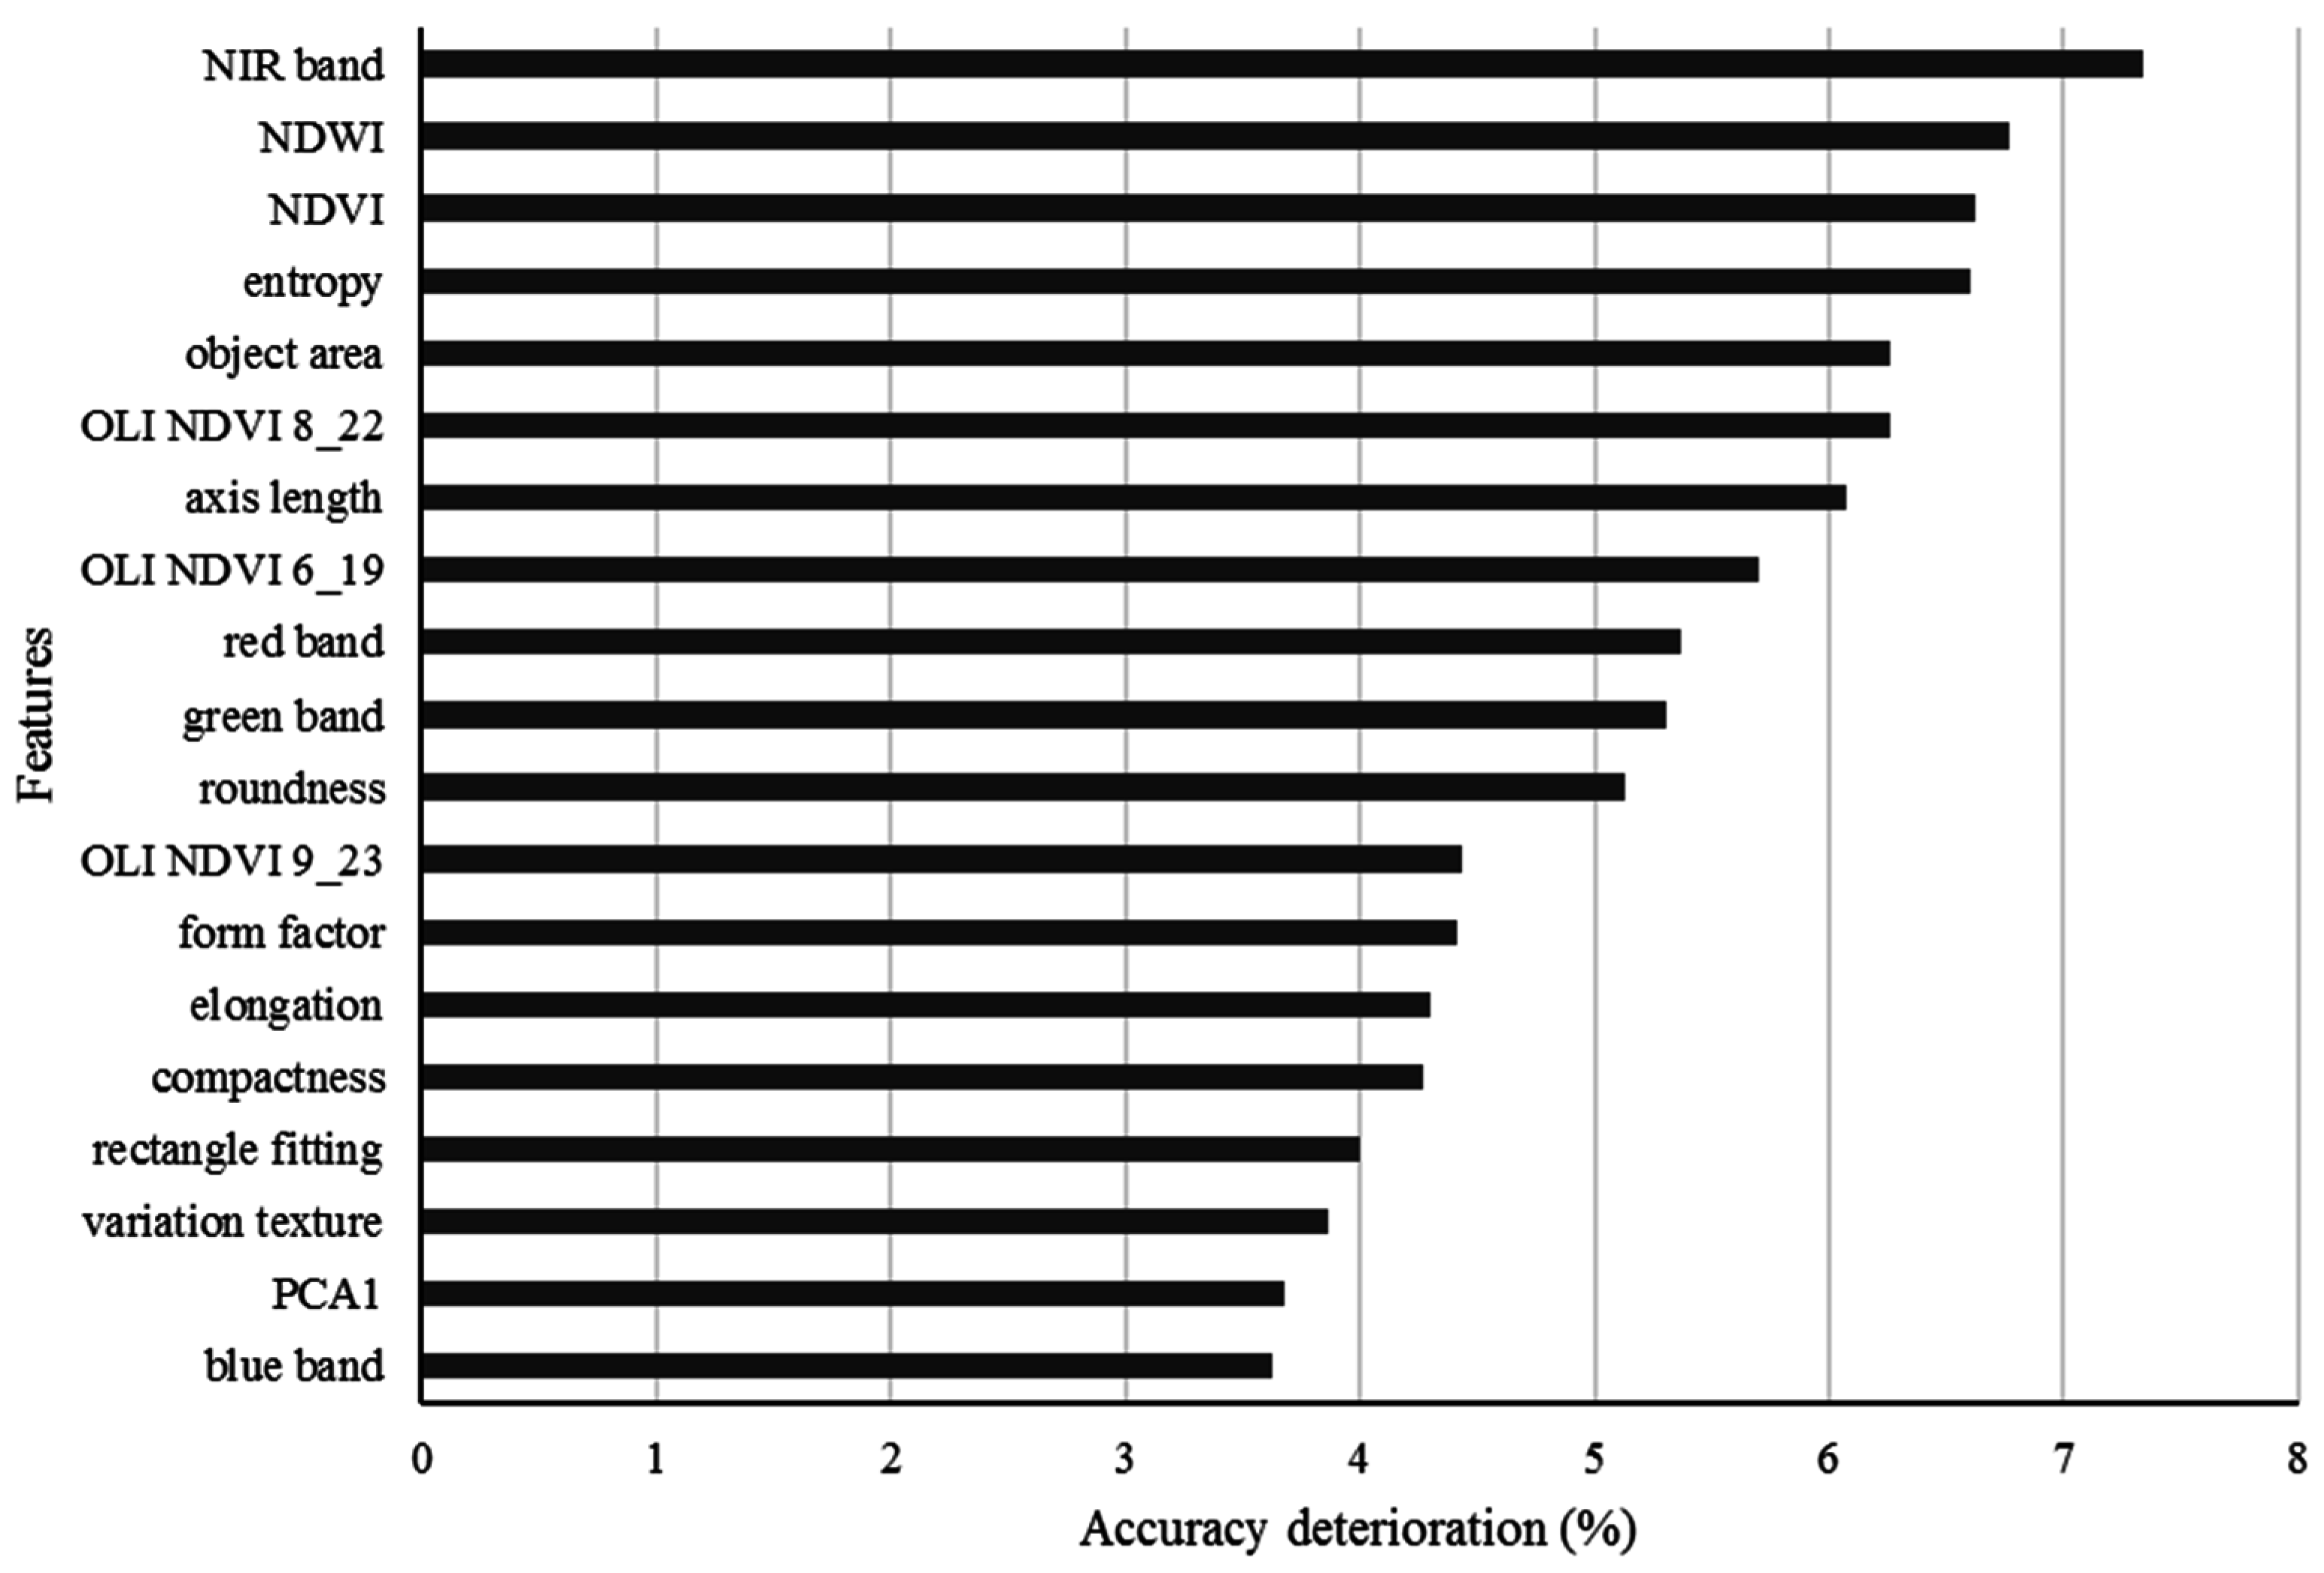 NIR band
NDWI
NDVI
entropy
object area
OLI NDVI 8_22
axis length
OLI NDVI 6_19
red band
green band
roundness
OLI NDVI 9_23
form factor
elongation
compactness
rectangle fitting
variation texture
PCA1
blue band
Features
0 1 2 3 4 5 6 7 8
Accuracy deterioration (%)